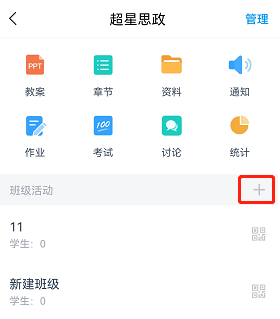 超星思政 管理
PPT
教案 章节 资料 通知
100
作业 考试 讨论 统计
班级活动
11
学生：0
新建班级
学生：0